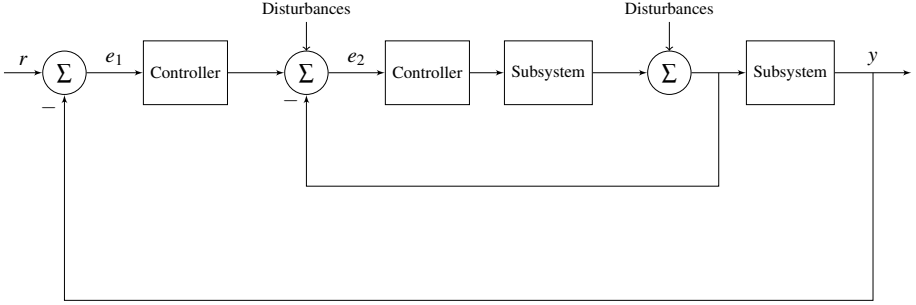 Disturbances
Disturbances
r
Σ
e1
Controller
Σ
e2
Controller
Subsystem
Σ
Subsystem
y
−
−